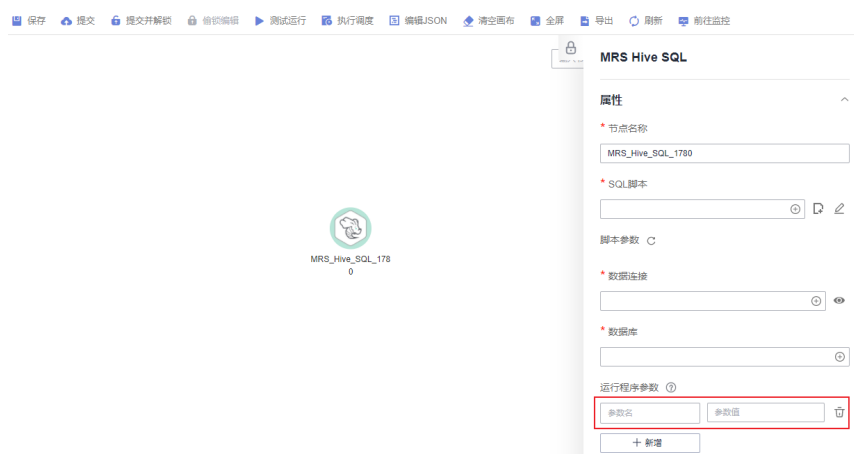 保存 提交 提交并解锁 偷锁编辑 测试运行 执行调度 编辑JSON 清空画布 全屏 导出 刷新 前往监控
MRS Hive SQL
属性
* 节点名称
MRS_Hive_SQL_1780
* SQL脚本
脚本参数
* 数据连接
* 数据库
运行程序参数
参数名 参数值
+ 新增
MRS_Hive_SQL_178
0